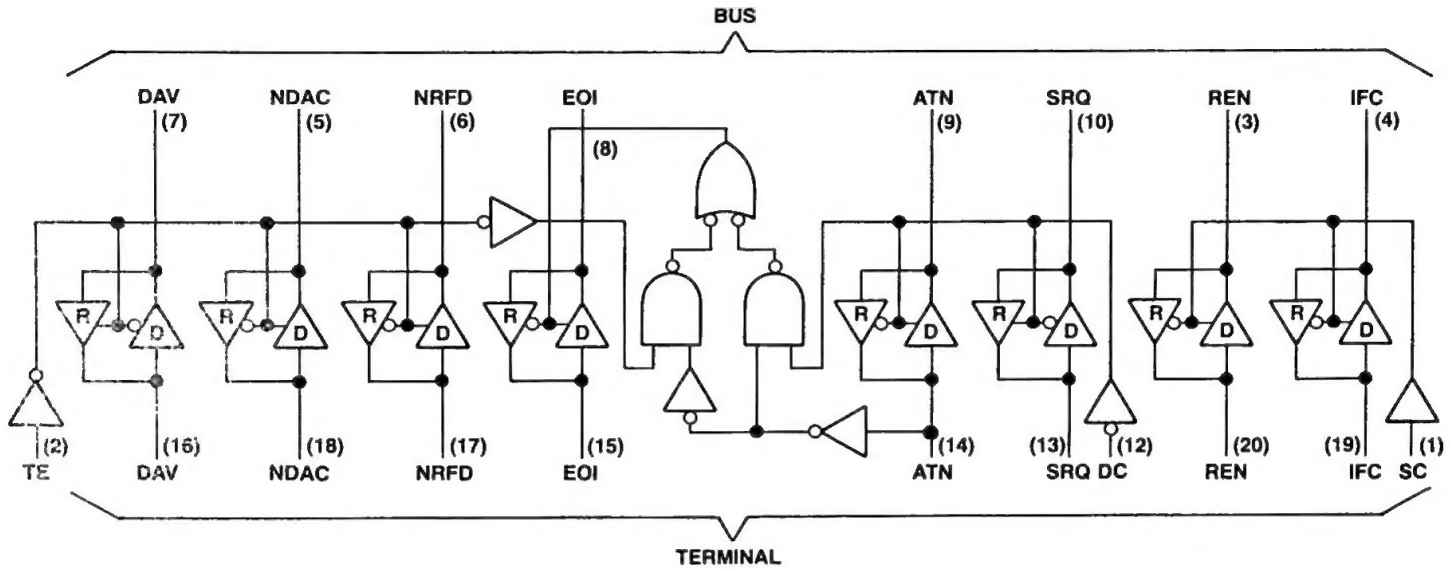 BUS
DAV NDAC NRFD EOI ATN SRQ REN IFC
(7) (5) (6) (8) (9) (10) (3) (4)
R D R D R D R D R D R D R D R D
(2) (16) (18) (17) (15) (14) (13) (12) (20) (19) (1)
TE DAV NDAC NRFD EOI ATN SRQ DC REN IFC SC
TERMINAL